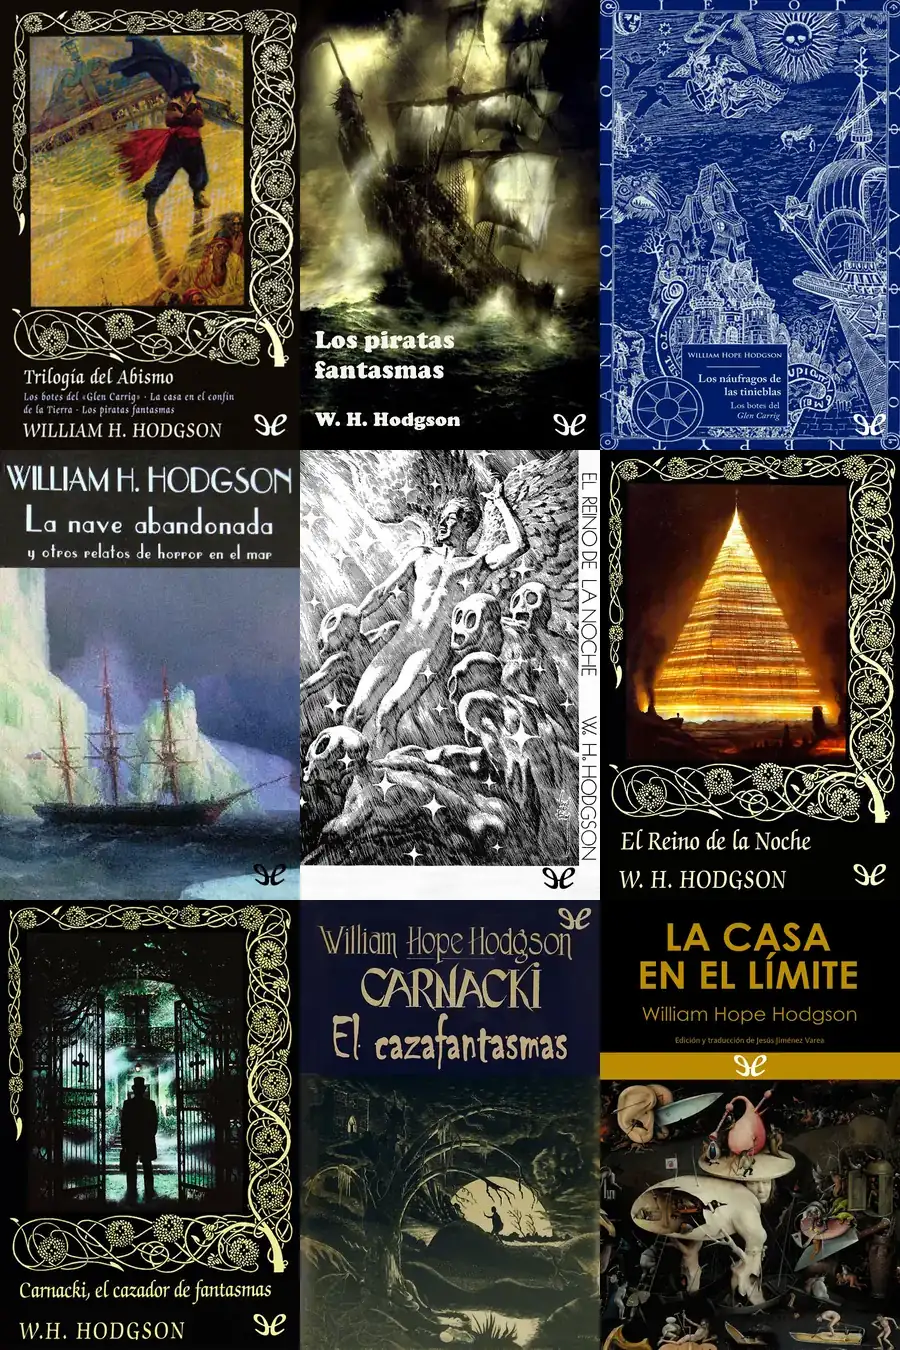 Trilogía del Abismo
Los botes del «Glen Carrig» · La casa en el confín
de la Tierra · Los piratas fantasmas
WILLIAM H. HODGSON
Los piratas
fantasmas
W. H. Hodgson
WILLIAM HOPE HODGSON
Los náufragos de
las tinieblas
Los botes del
Glen Carrig
WILLIAM H. HODGSON
La nave abandonada
y otros relatos de horror en el mar
EL REINO DE LA NOCHE W. H. HODGSON
El Reino de la Noche
W. H. HODGSON
Carnacki, el cazador de fantasmas
W.H. HODGSON
William Hope Hodgson
CARNACKI
El cazafantasmas
LA CASA
EN EL LÍMITE
William Hope Hodgson
Edición y traducción de Jesús Jiménez Varea